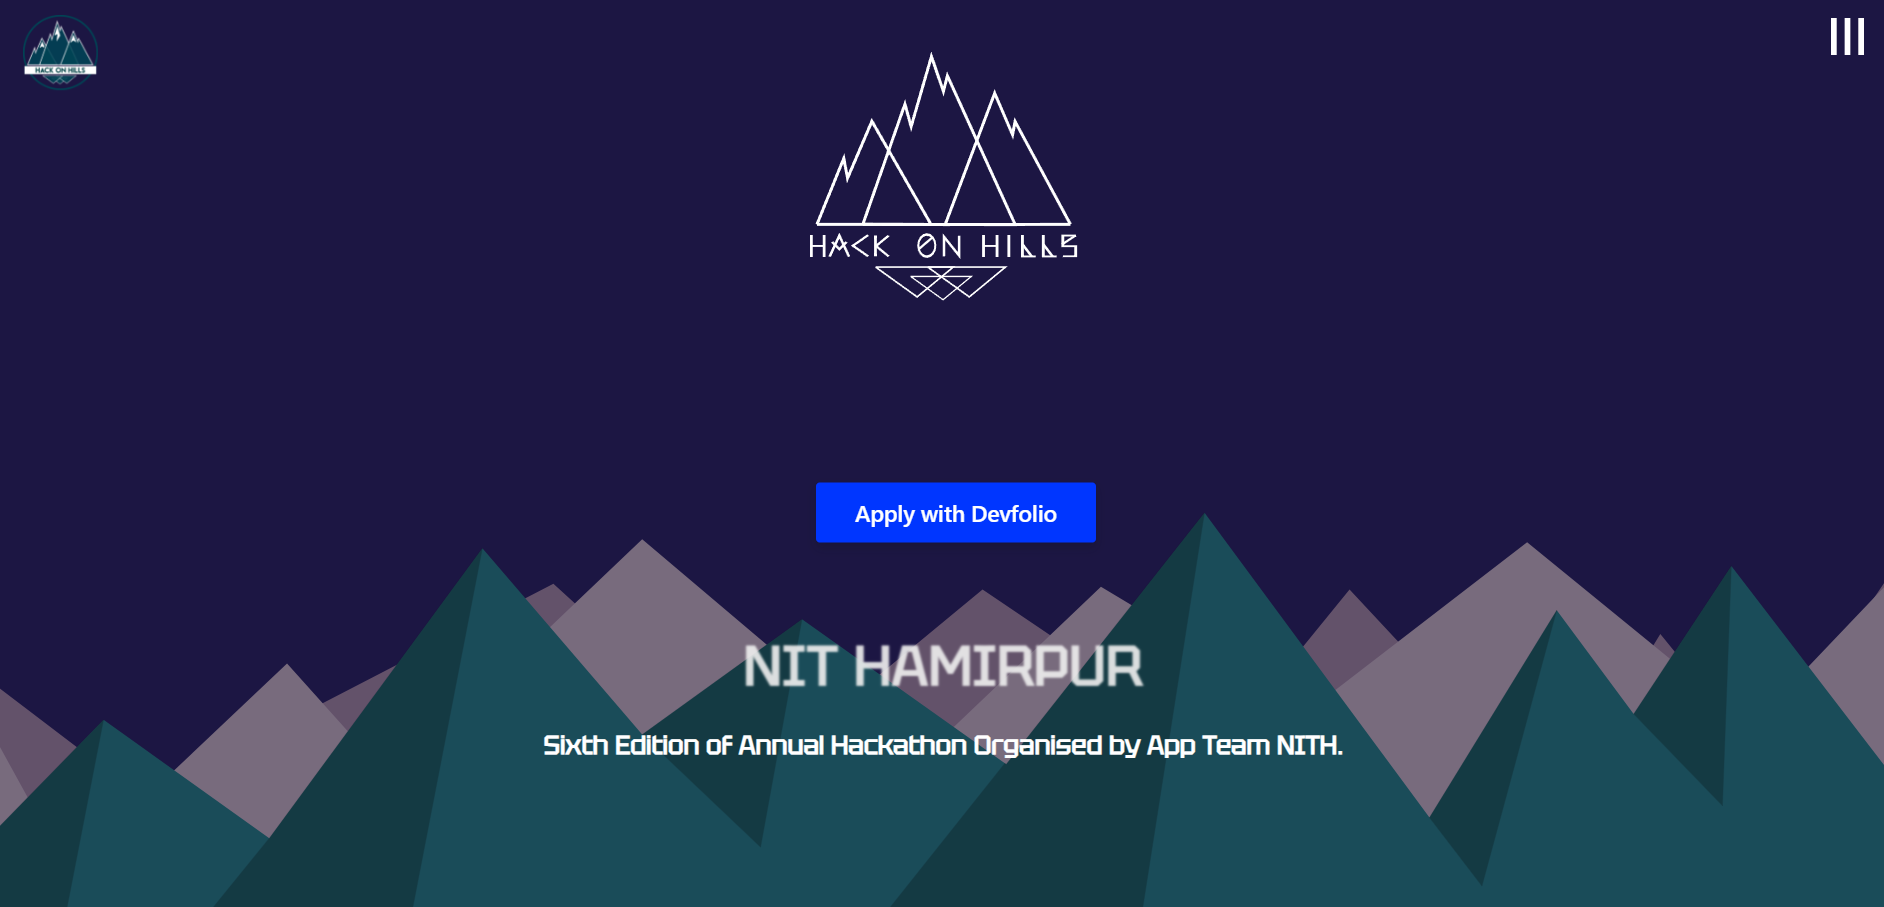 HACK ON HILLS
HACK ON HILLS
Apply with Devfolio
NIT HAMIRPUR
Sixth Edition of Annual Hackathon Organised by App Team NITH.